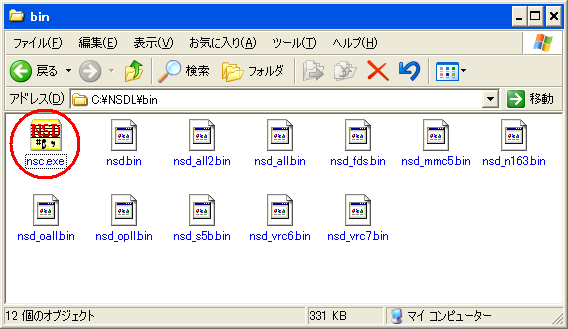 bin
ファイル(F) 編集(E) 表示(V) お気に入り(A) ツール(T) ヘルプ(H)
戻る 検索 フォルダ
アドレス(D) C:¥NSDL¥bin 移動
NSD
nsc.exe nsd.bin nsd_all2.bin nsd_all.bin nsd_fds.bin nsd_mmc5.bin nsd_n163.bin
nsd_oall.bin nsd_opll.bin nsd_s5b.bin nsd_vrc6.bin nsd_vrc7.bin
12 個のオブジェクト 331 KB マイ コンピューター